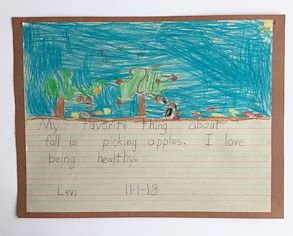 My favorite thing about
fall is picking apples. I love
being healthy.
Levi 11-1-18